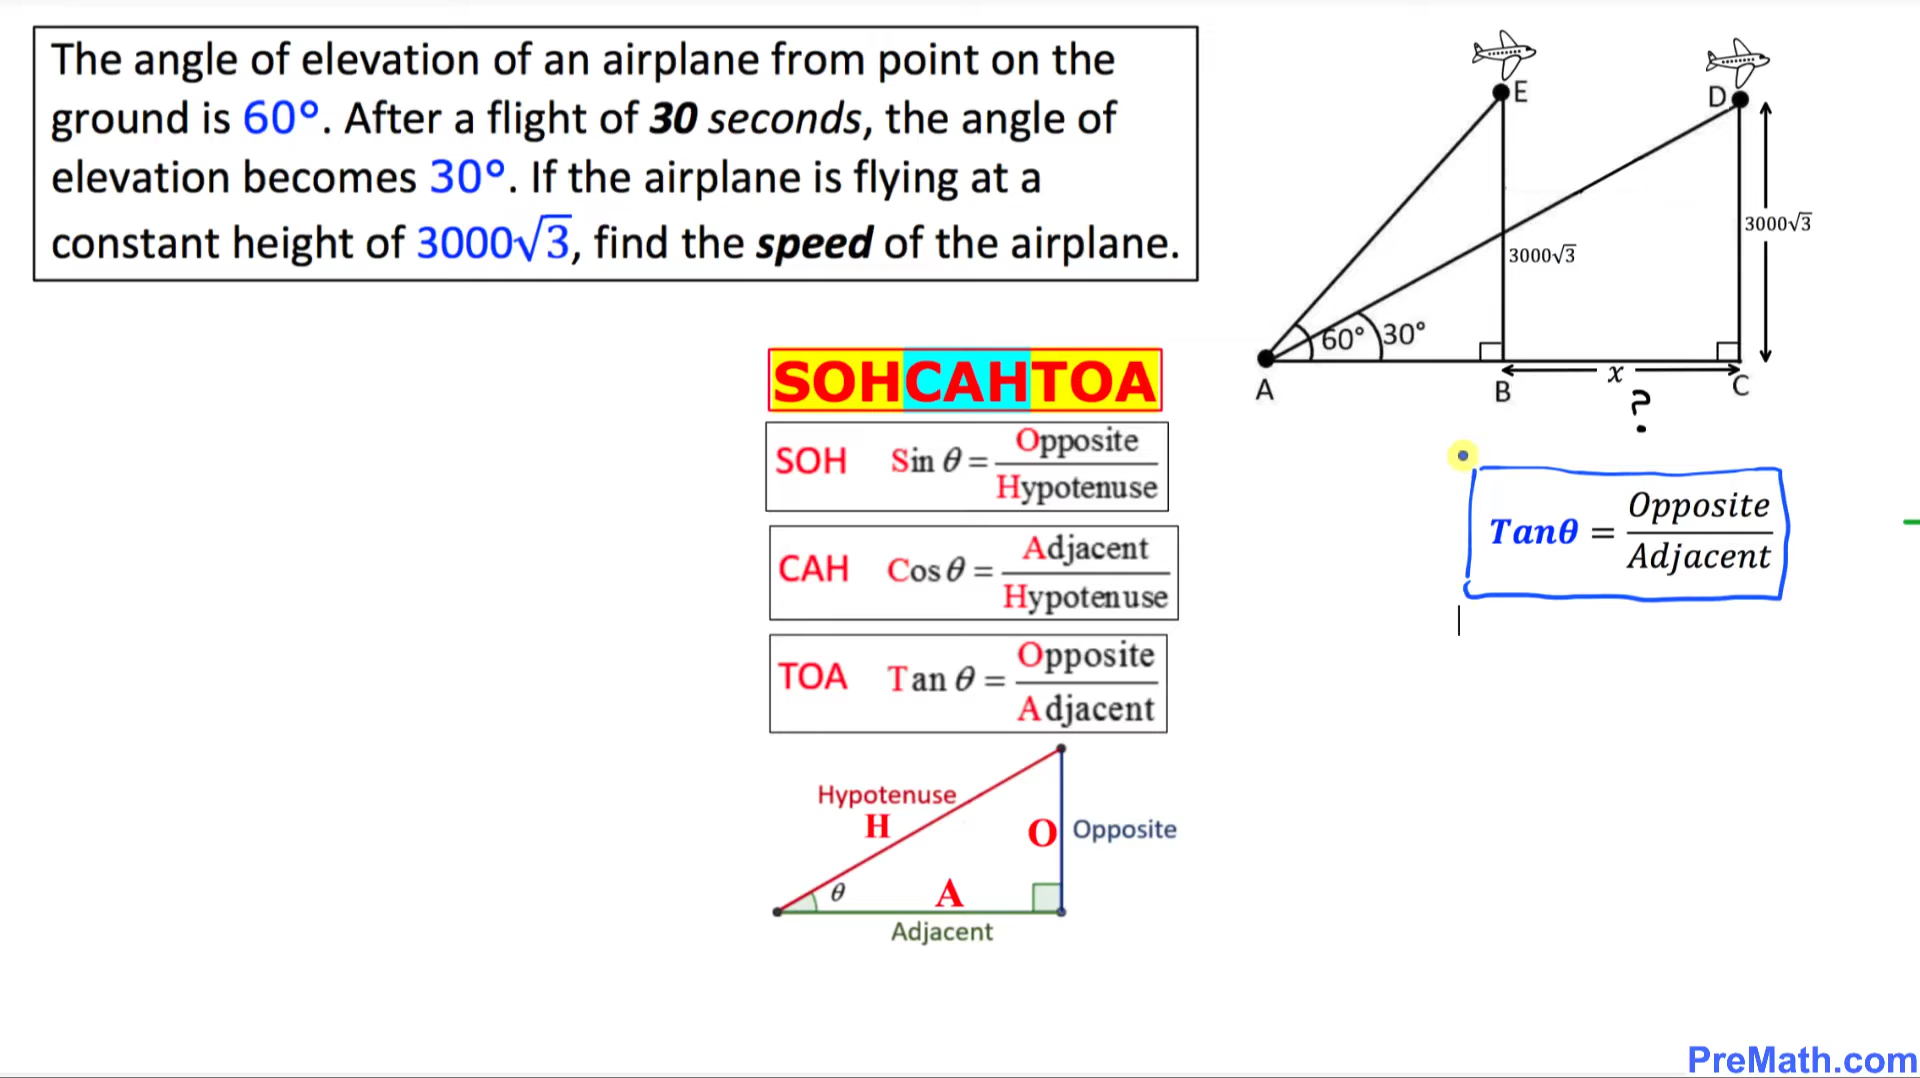 The angle of elevation of an airplane from point on the
ground is 60°. After a flight of 30 seconds, the angle of
elevation becomes 30°. If the airplane is flying at a
constant height of 3000√3, find the speed of the airplane.
E
D
3000√3
3000√3
60° 30°
A
B
x
C
?
SOHCAHTOA
SOH Sin θ = Opposite / Hypotenuse
CAH Cos θ = Adjacent / Hypotenuse
TOA Tan θ = Opposite / Adjacent
Tanθ = Opposite / Adjacent
Hypotenuse
H
O Opposite
θ
A
Adjacent
PreMath.com